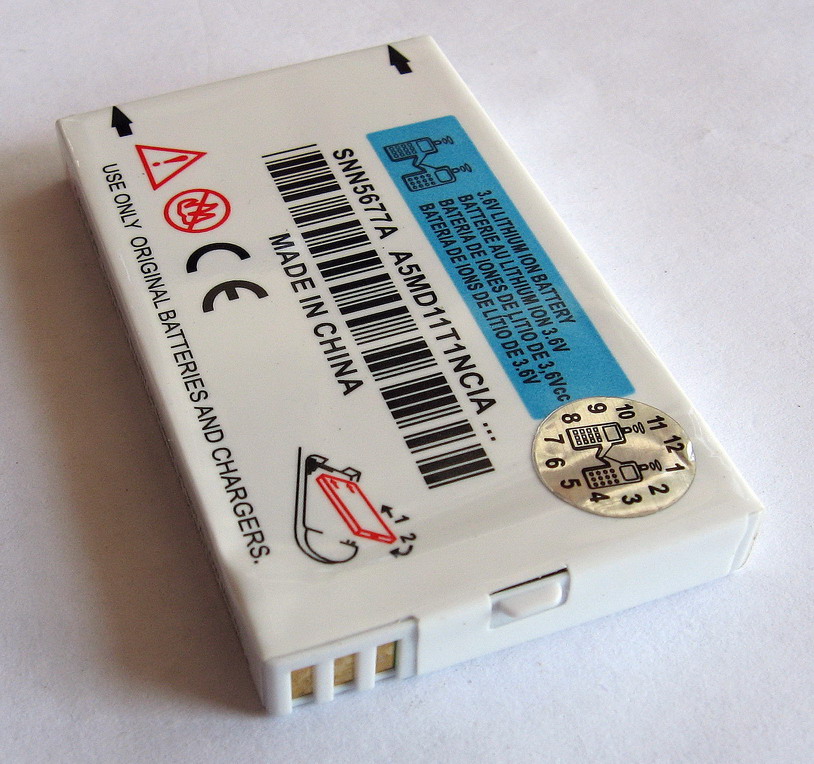 3.6V LITHIUM ION BATTERY
BATTERIE AU LITHIUM ION 3.6V
BATERIA DE IONES DE LITIO DE 3,6Vcc
BATERIA DE IONS DE LÍTIO DE 3.6V
SNN5677A A5MD11T1NCIA ...
MADE IN CHINA
CE
USE ONLY ORIGINAL BATTERIES AND CHARGERS.
1
2
12 1 2 3 4 5 6 7 8 9 10 11